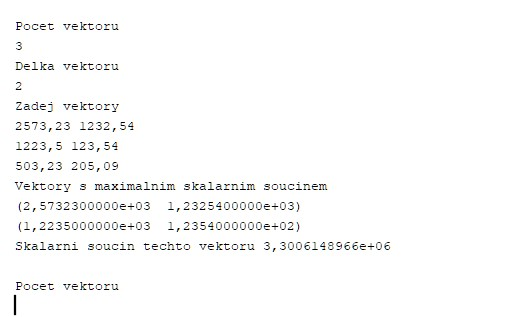 Pocet vektoru
3
Delka vektoru
2
Zadej vektory
2573,23 1232,54
1223,5 123,54
503,23 205,09
Vektory s maximalnim skalarnim soucinem
(2,5732300000e+03  1,2325400000e+03)
(1,2235000000e+03  1,2354000000e+02)
Skalarni soucin techto vektoru 3,3006148966e+06
Pocet vektoru